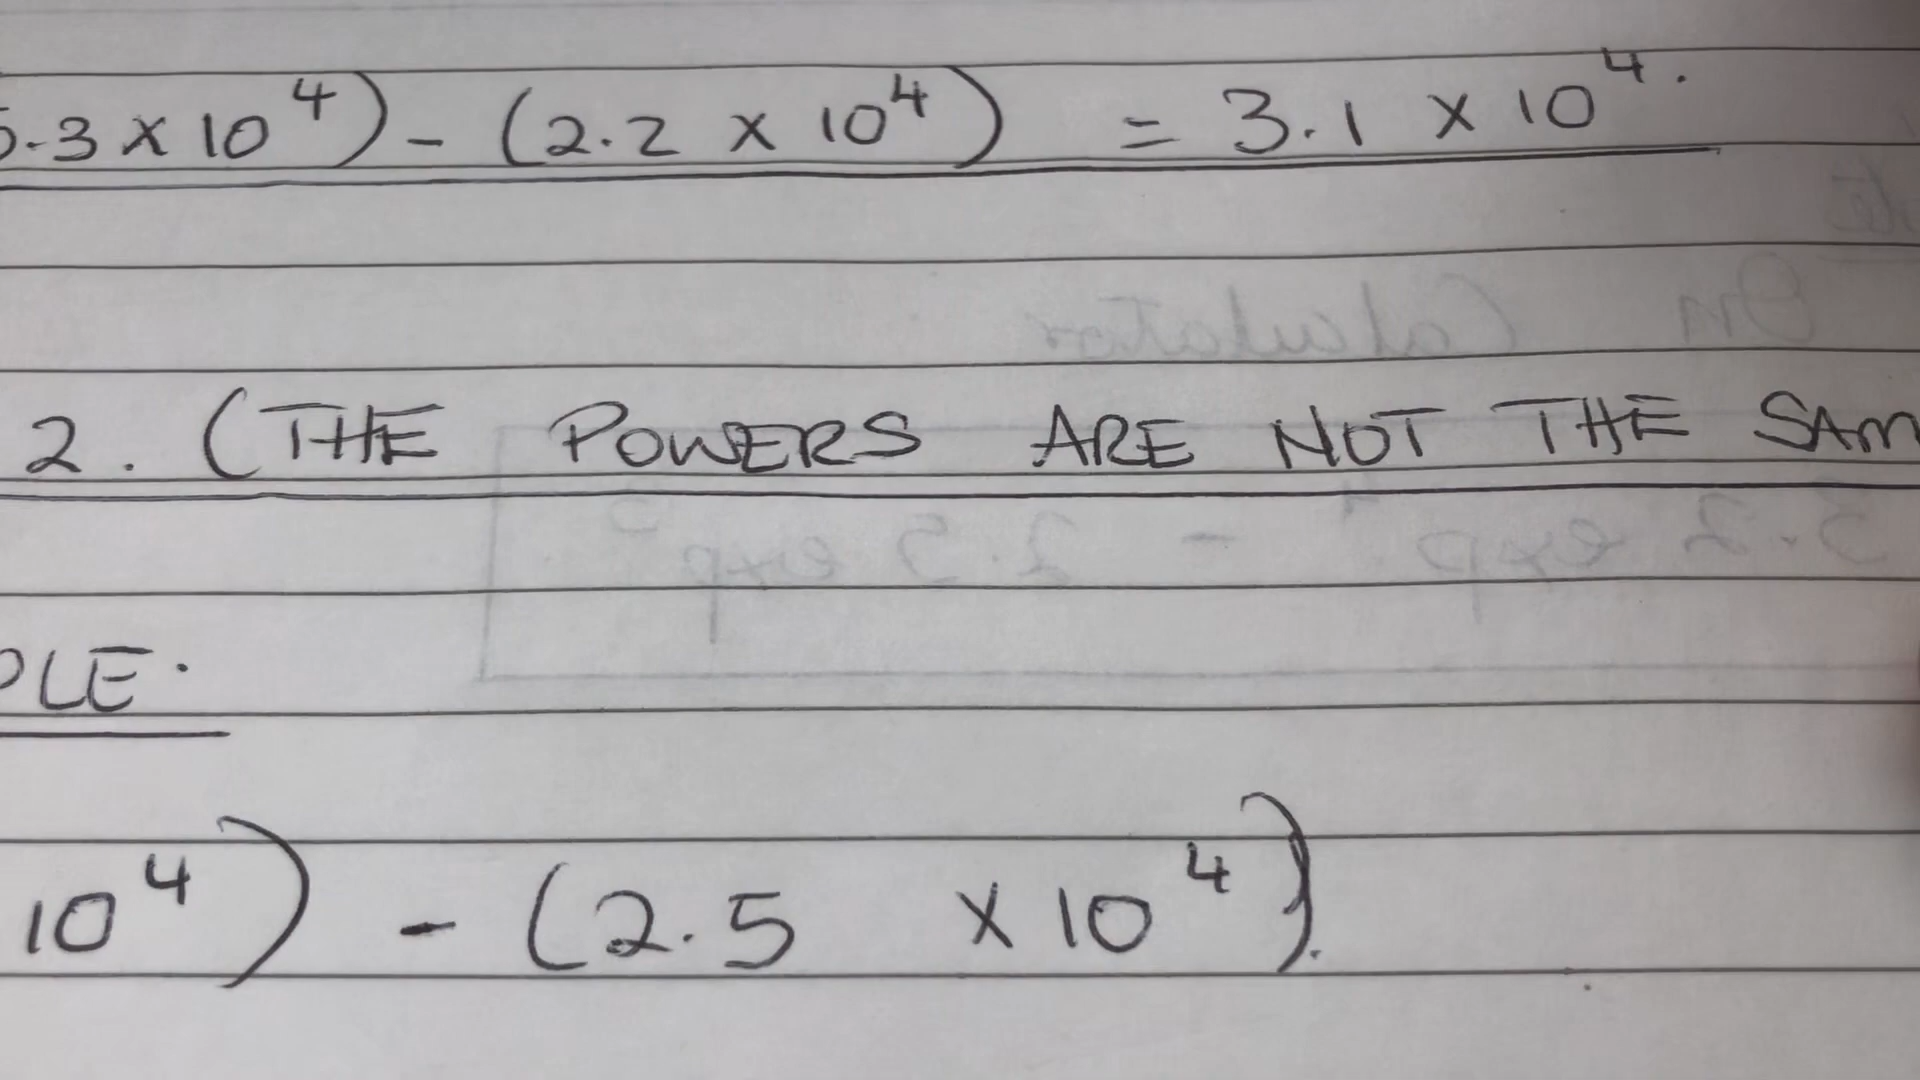 .3 x 10⁴) - (2.2 x 10⁴) = 3.1 x 10⁴.
2. (THE POWERS ARE NOT THE SAM
PLE.
10⁴) - (2.5 x 10⁴).